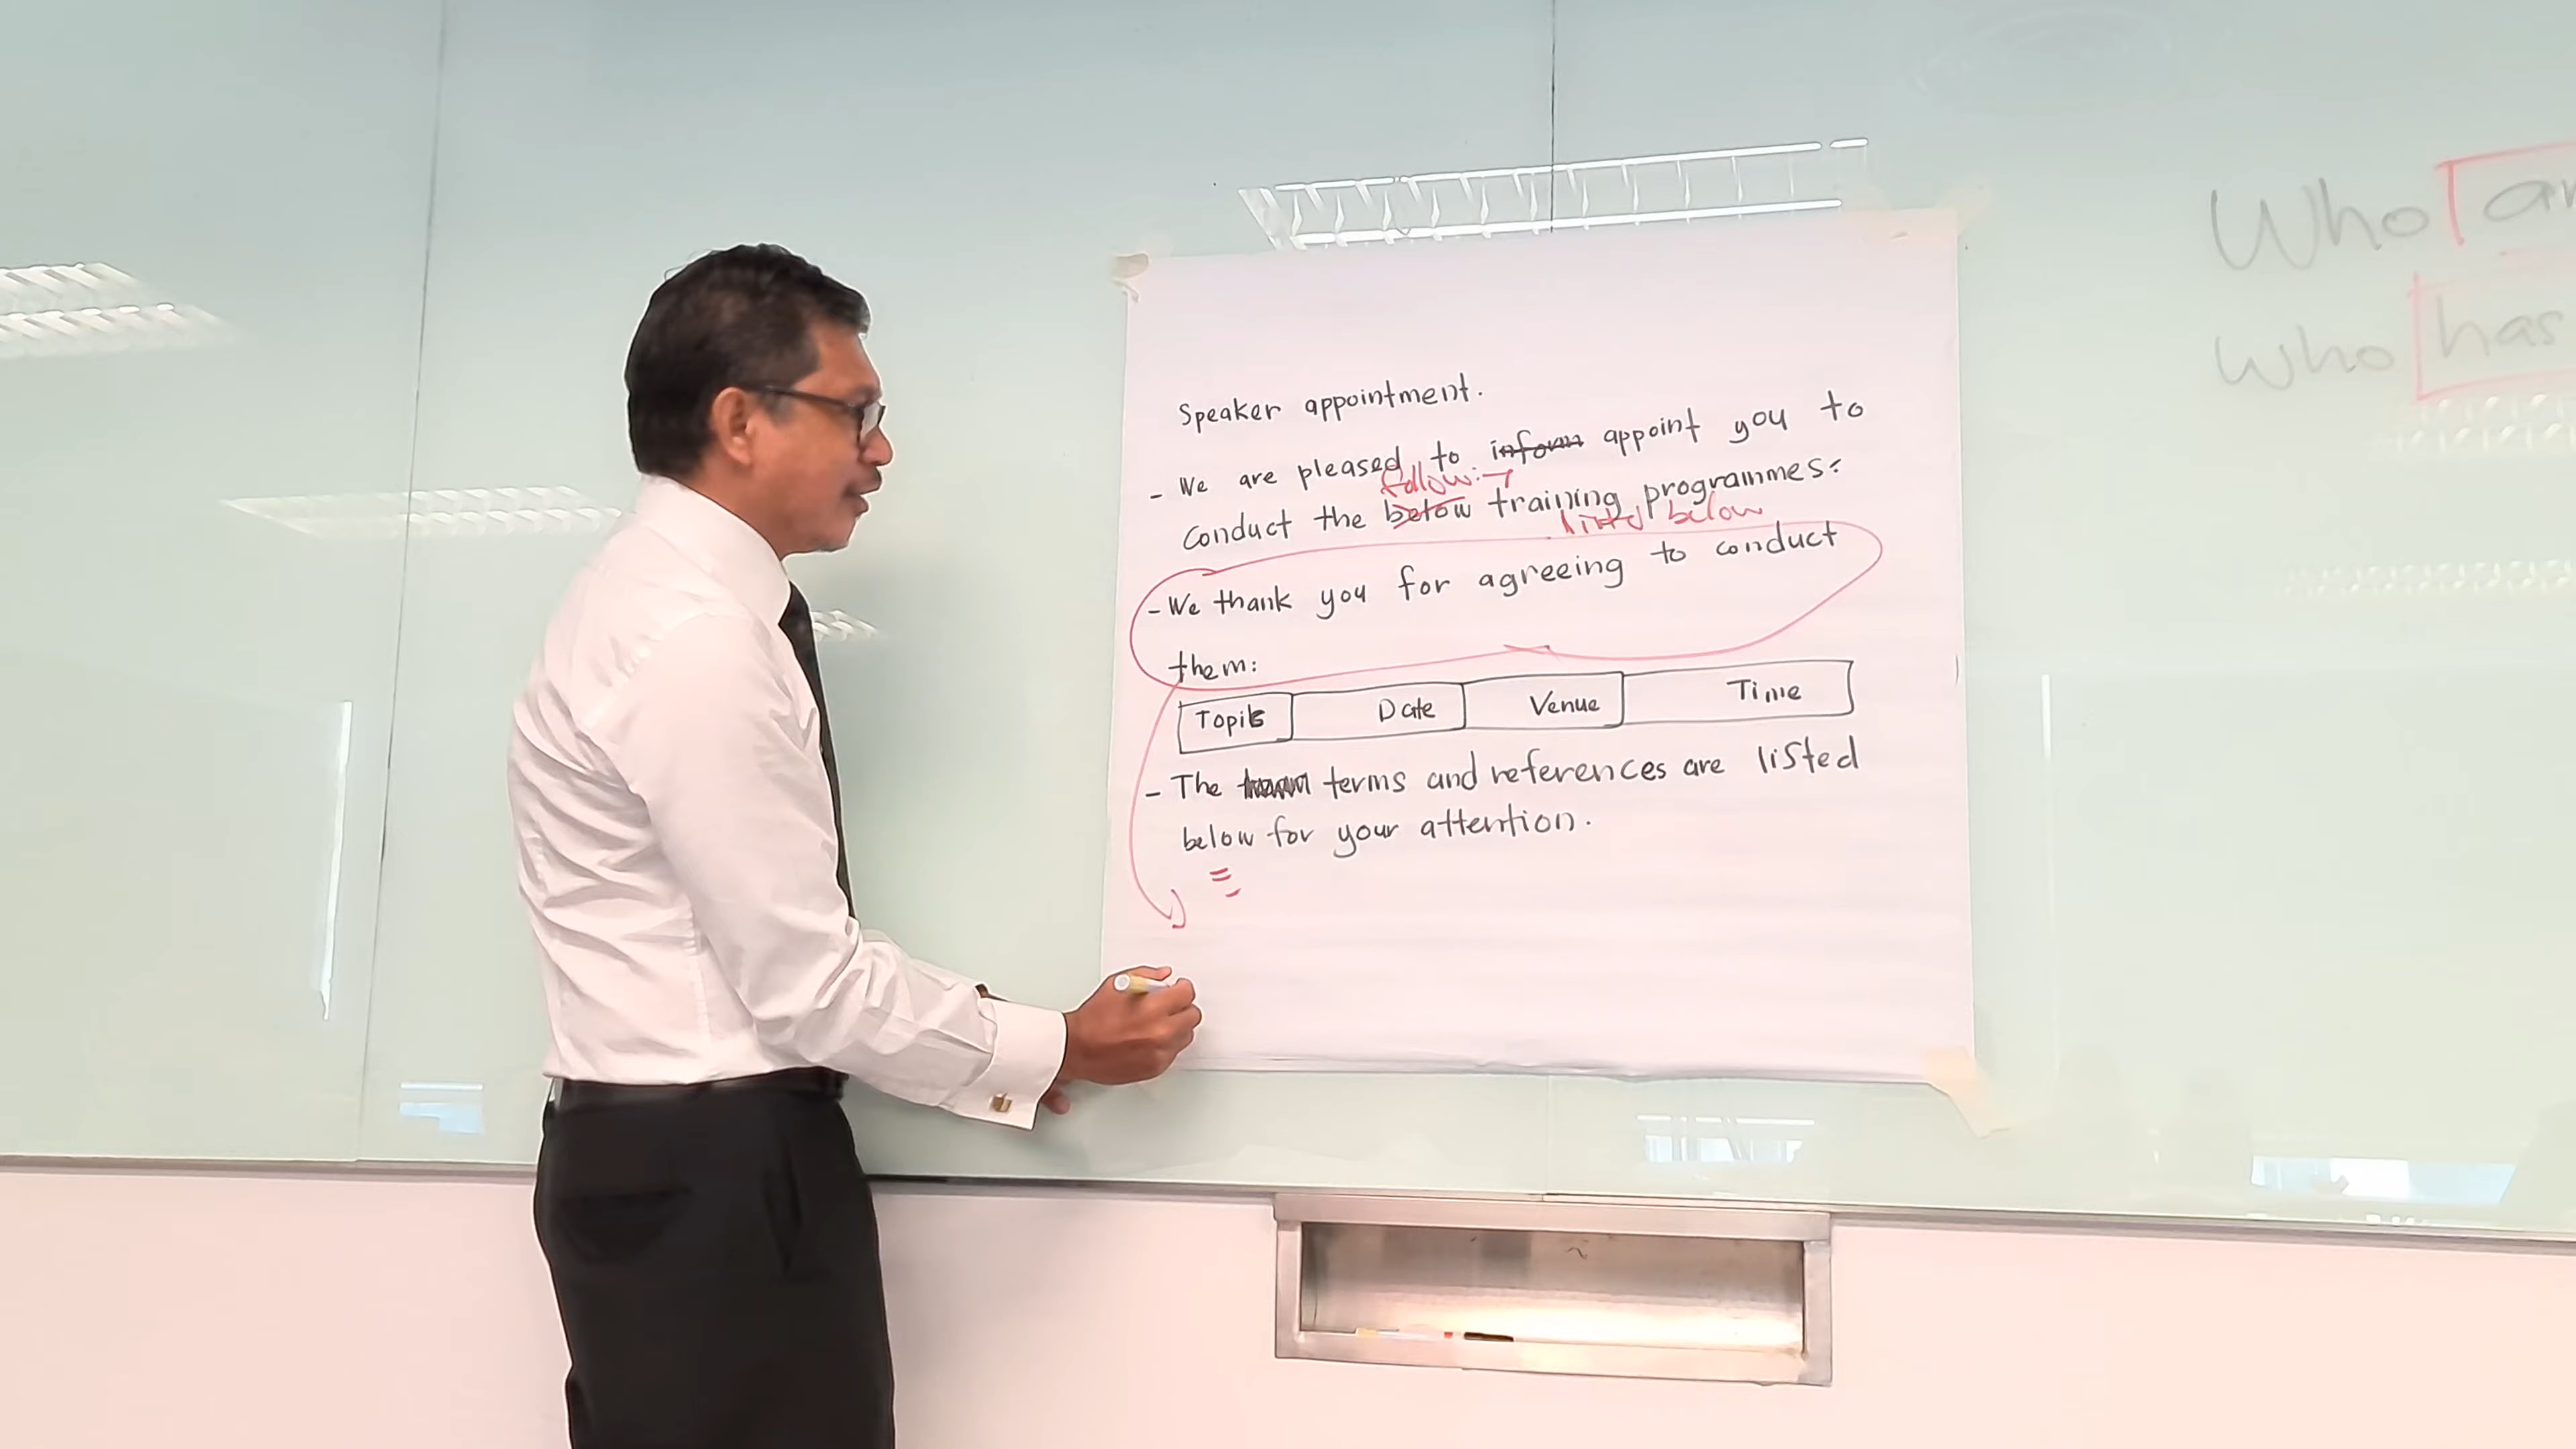 Speaker appointment.
- We are pleased to inform appoint you to
follow:
Conduct the below training programmes:
listed below
- We thank you for agreeing to conduct
them:
Topics Date Venue Time
- The terms and references are listed
below for your attention.
Who
Who has